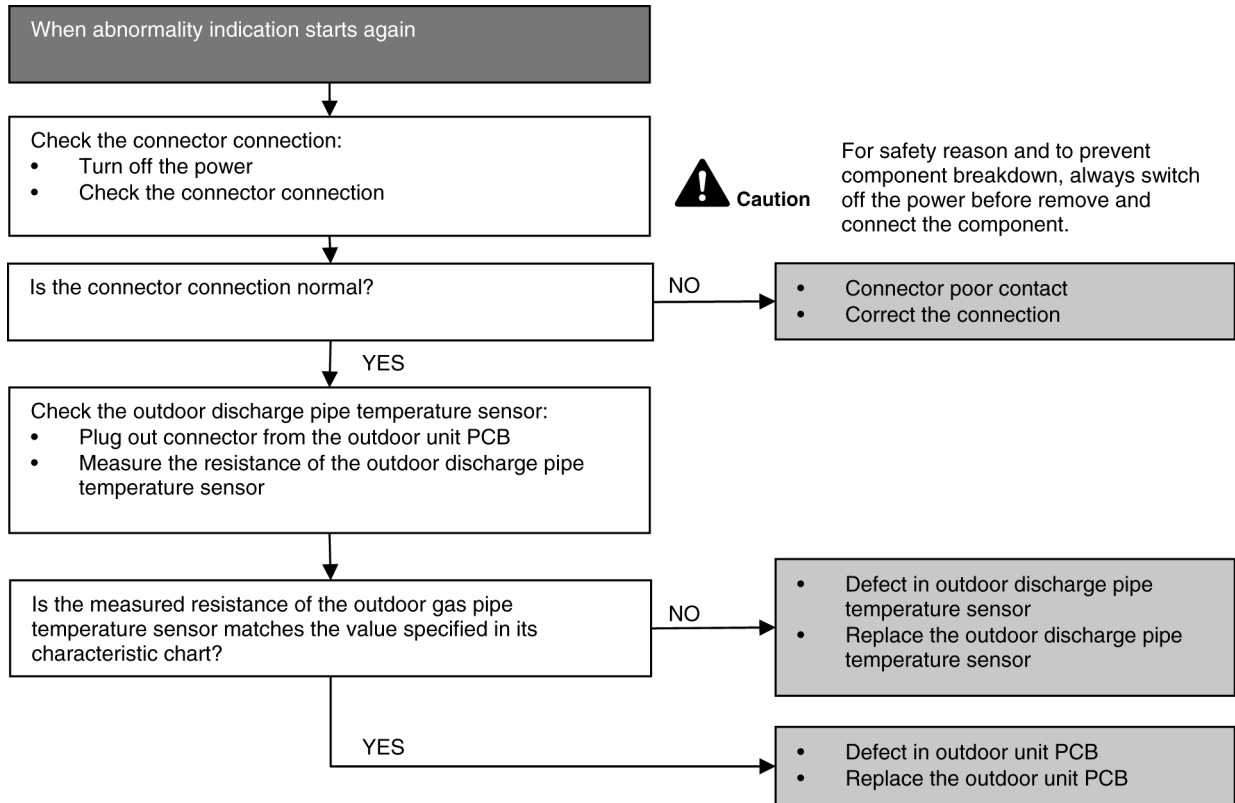 When abnormality indication starts again
Check the connector connection:
• Turn off the power
• Check the connector connection
Caution
For safety reason and to prevent
component breakdown, always switch
off the power before remove and
connect the component.
Is the connector connection normal?
NO
• Connector poor contact
• Correct the connection
YES
Check the outdoor discharge pipe temperature sensor:
• Plug out connector from the outdoor unit PCB
• Measure the resistance of the outdoor discharge pipe
temperature sensor
Is the measured resistance of the outdoor gas pipe
temperature sensor matches the value specified in its
characteristic chart?
NO
• Defect in outdoor discharge pipe
temperature sensor
• Replace the outdoor discharge pipe
temperature sensor
YES
• Defect in outdoor unit PCB
• Replace the outdoor unit PCB